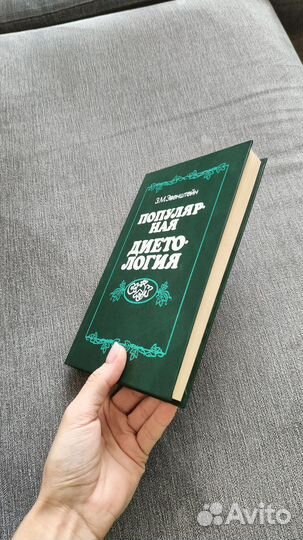 Э.М. Эвенштейн
ПОПУЛЯР-
НАЯ
ДИЕТО-
ЛОГИЯ
Avito